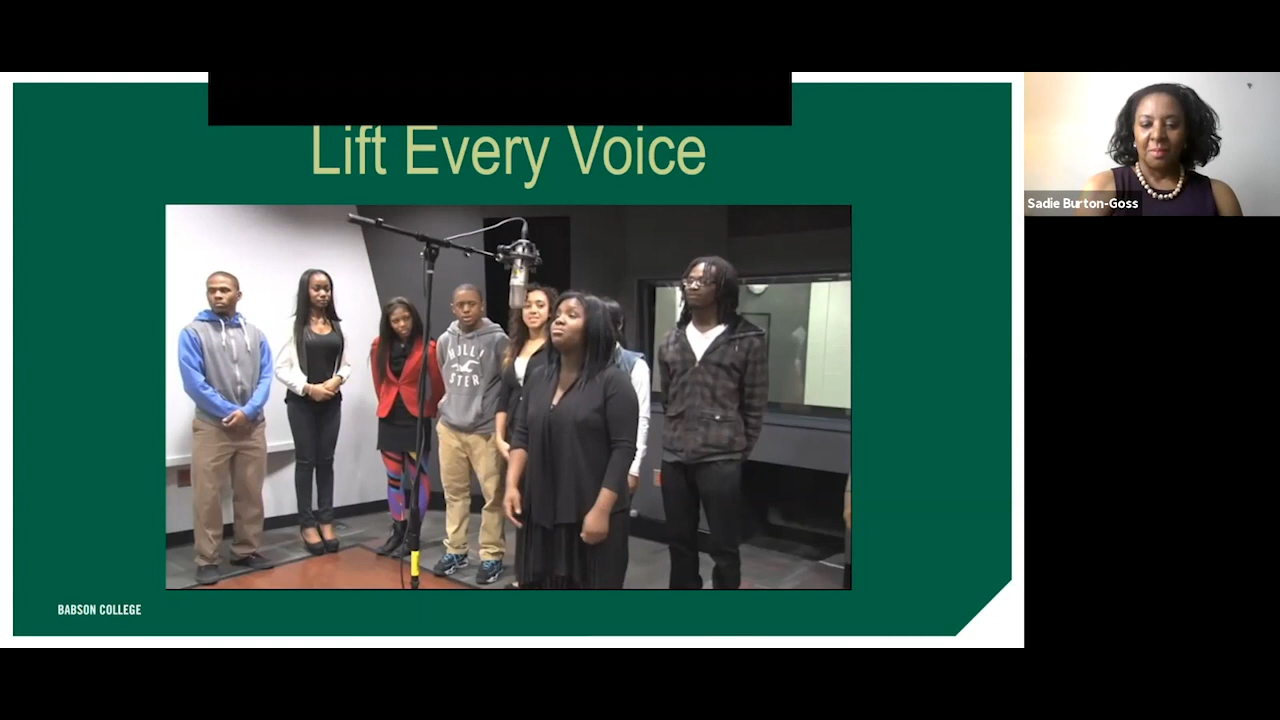 Lift Every Voice
Sadie Burton-Goss
HOLLI
STER
BABSON COLLEGE